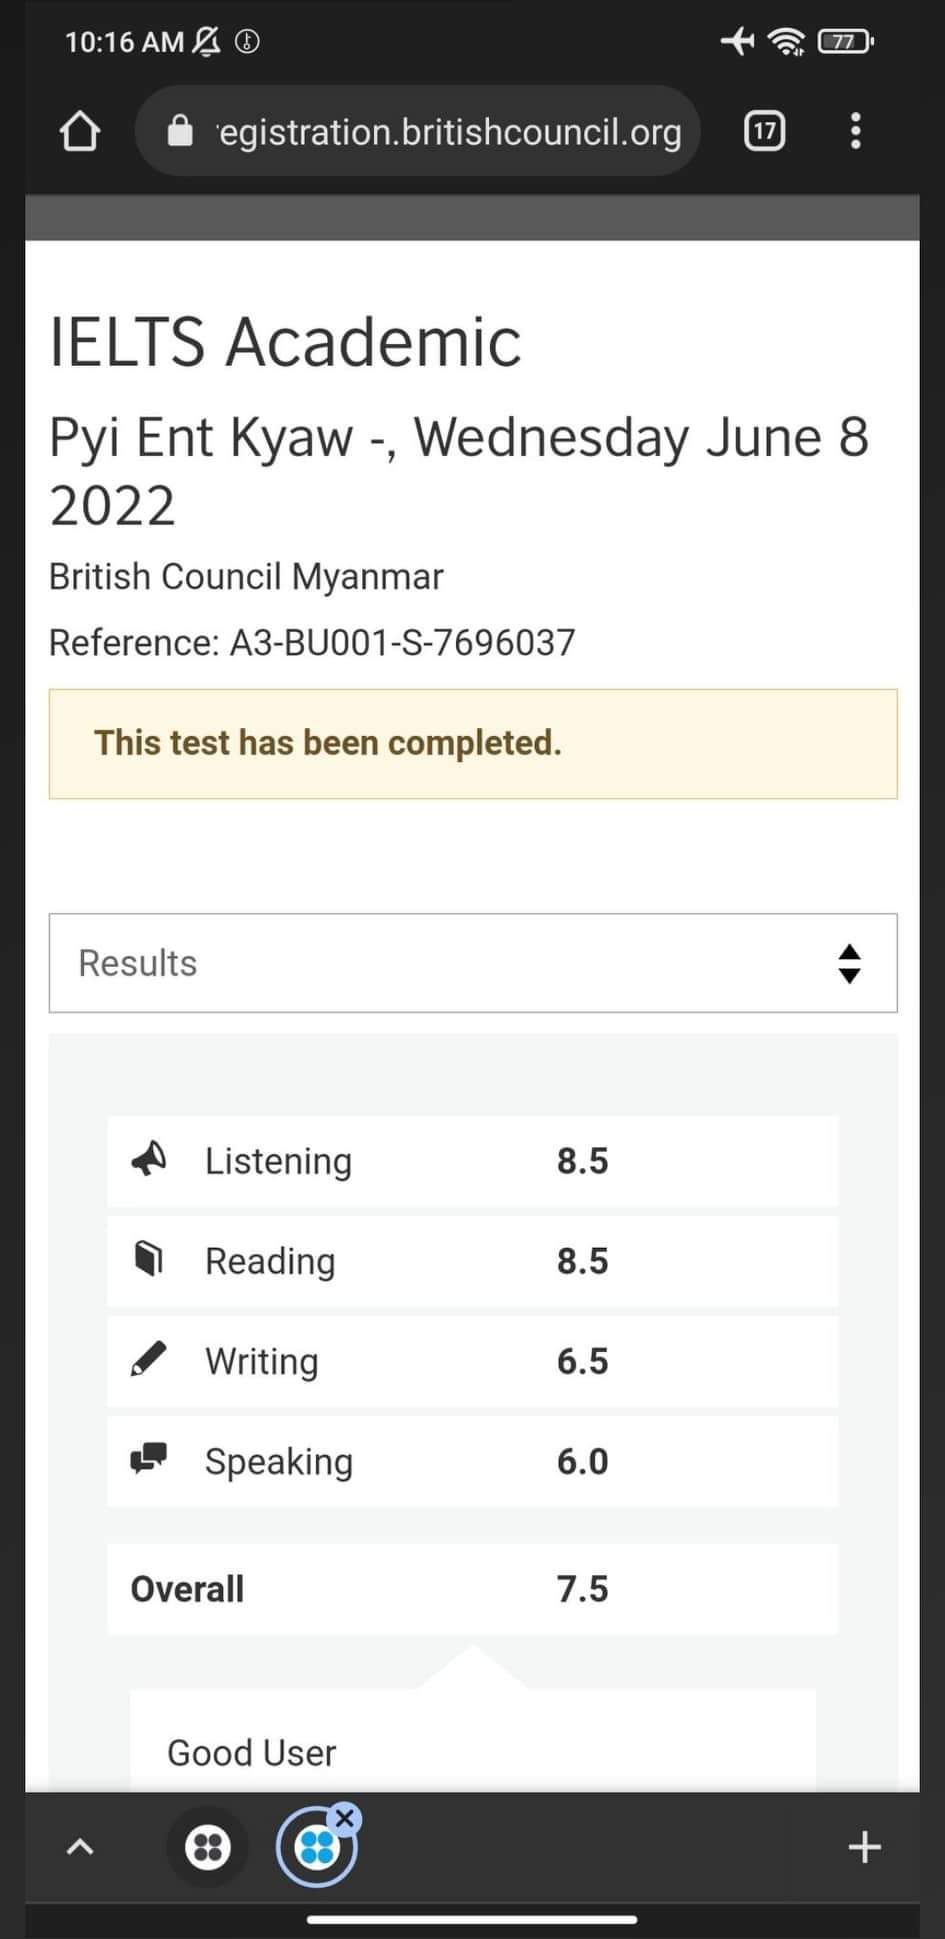 10:16 AM
77
egistration.britishcouncil.org
17
IELTS Academic
Pyi Ent Kyaw -, Wednesday June 8
2022
British Council Myanmar
Reference: A3-BU001-S-7696037
This test has been completed.
Results
Listening 8.5
Reading 8.5
Writing 6.5
Speaking 6.0
Overall 7.5
Good User